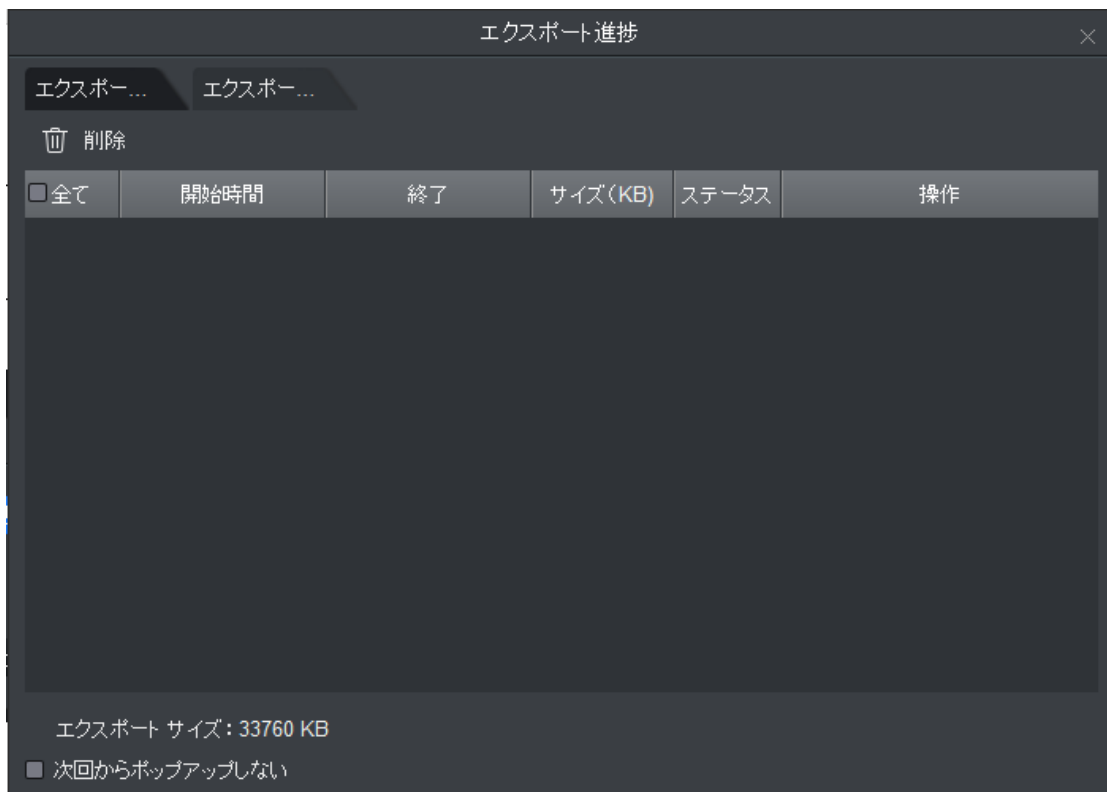 エクスポート進捗
エクスポー... エクスポー...
削除
全て 開始時間 終了 サイズ(KB) ステータス 操作
エクスポート サイズ:33760 KB
次回からポップアップしない